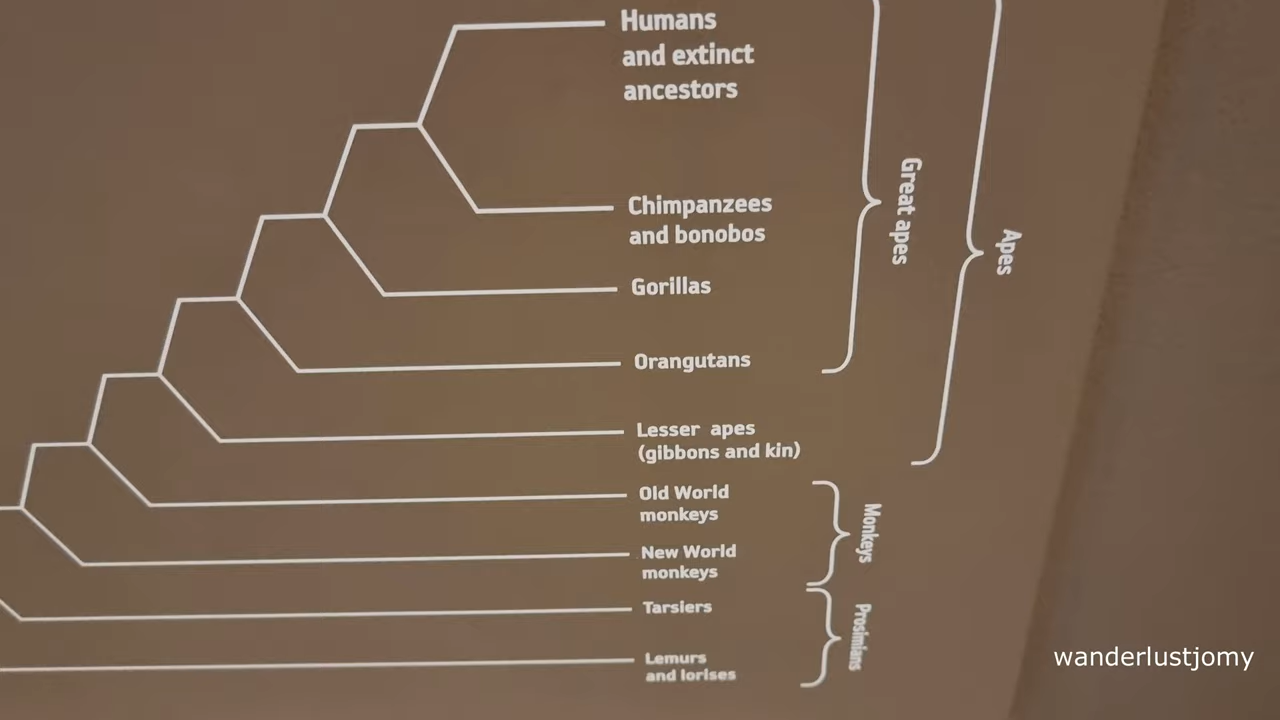 Humans
and extinct
ancestors
Chimpanzees
and bonobos
Gorillas
Orangutans
Great apes
Lesser apes
(gibbons and kin)
Apes
Old World
monkeys
New World
monkeys
Monkeys
Tarsiers
Lemurs
and lorises
Prosimians
wanderlustjomy